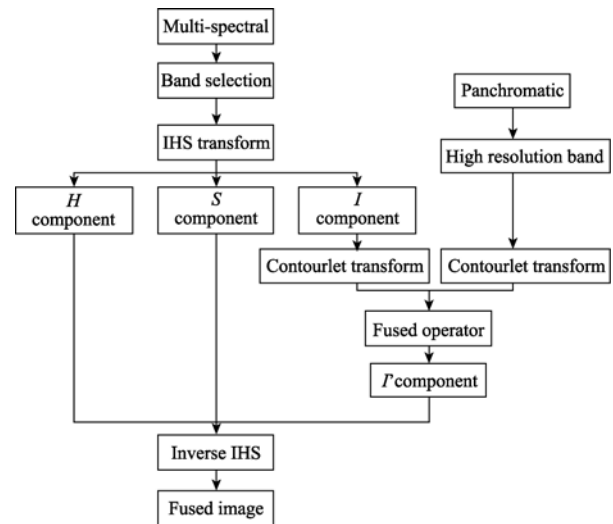 Multi-spectral
Band selection
Panchromatic
IHS transform
High resolution band
H
component
S
component
I
component
Contourlet transform
Contourlet transform
Fused operator
I' component
Inverse IHS
Fused image